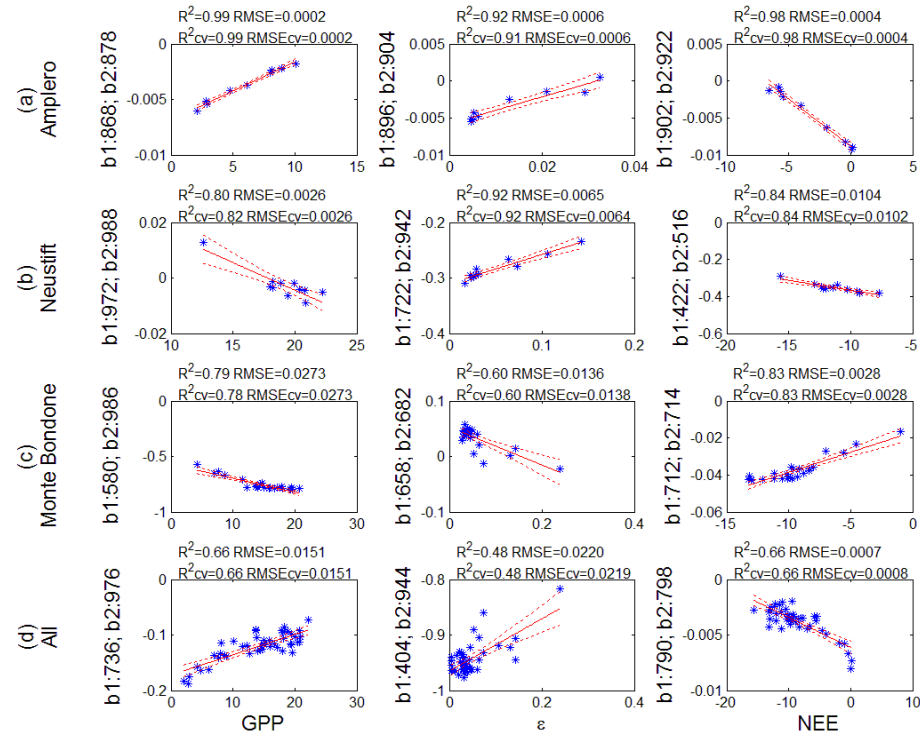 R²=0.99 RMSE=0.0002
R²cv=0.99 RMSEcv=0.0002
R²=0.92 RMSE=0.0006
R²cv=0.91 RMSEcv=0.0006
R²=0.98 RMSE=0.0004
R²cv=0.98 RMSEcv=0.0004
(a)
Amplero
b1:868; b2:878
0
-0.005
-0.01
0 5 10 15
b1:896; b2:904
0.005
0
-0.005
-0.01
0 0.02 0.04
b1:902; b2:922
0.005
0
-0.005
-0.01
-10 -5 0 5
R²=0.80 RMSE=0.0026
R²cv=0.82 RMSEcv=0.0026
R²=0.92 RMSE=0.0065
R²cv=0.92 RMSEcv=0.0064
R²=0.84 RMSE=0.0104
R²cv=0.84 RMSEcv=0.0102
(b)
Neustift
b1:972; b2:988
0.02
0
-0.02
10 15 20 25
b1:722; b2:942
-0.2
-0.3
-0.4
0 0.1 0.2
b1:422; b2:516
0
-0.2
-0.4
-0.6
-20 -15 -10 -5
R²=0.79 RMSE=0.0273
R²cv=0.78 RMSEcv=0.0273
R²=0.60 RMSE=0.0136
R²cv=0.60 RMSEcv=0.0138
R²=0.83 RMSE=0.0028
R²cv=0.83 RMSEcv=0.0028
(c)
Monte Bondone
b1:580; b2:986
0
-0.5
-1
0 10 20 30
b1:658; b2:682
0.1
0
-0.1
0 0.2 0.4
b1:712; b2:714
0
-0.02
-0.04
-0.06
-15 -10 -5 0
R²=0.66 RMSE=0.0151
R²cv=0.66 RMSEcv=0.0151
R²=0.48 RMSE=0.0220
R²cv=0.48 RMSEcv=0.0219
R²=0.66 RMSE=0.0007
R²cv=0.66 RMSEcv=0.0008
(d)
All
b1:736; b2:976
0
-0.1
-0.2
0 10 20 30
GPP
b1:404; b2:944
-0.8
-0.9
-1
0 0.2 0.4
ε
b1:790; b2:798
0
-0.005
-0.01
-20 -10 0 10
NEE